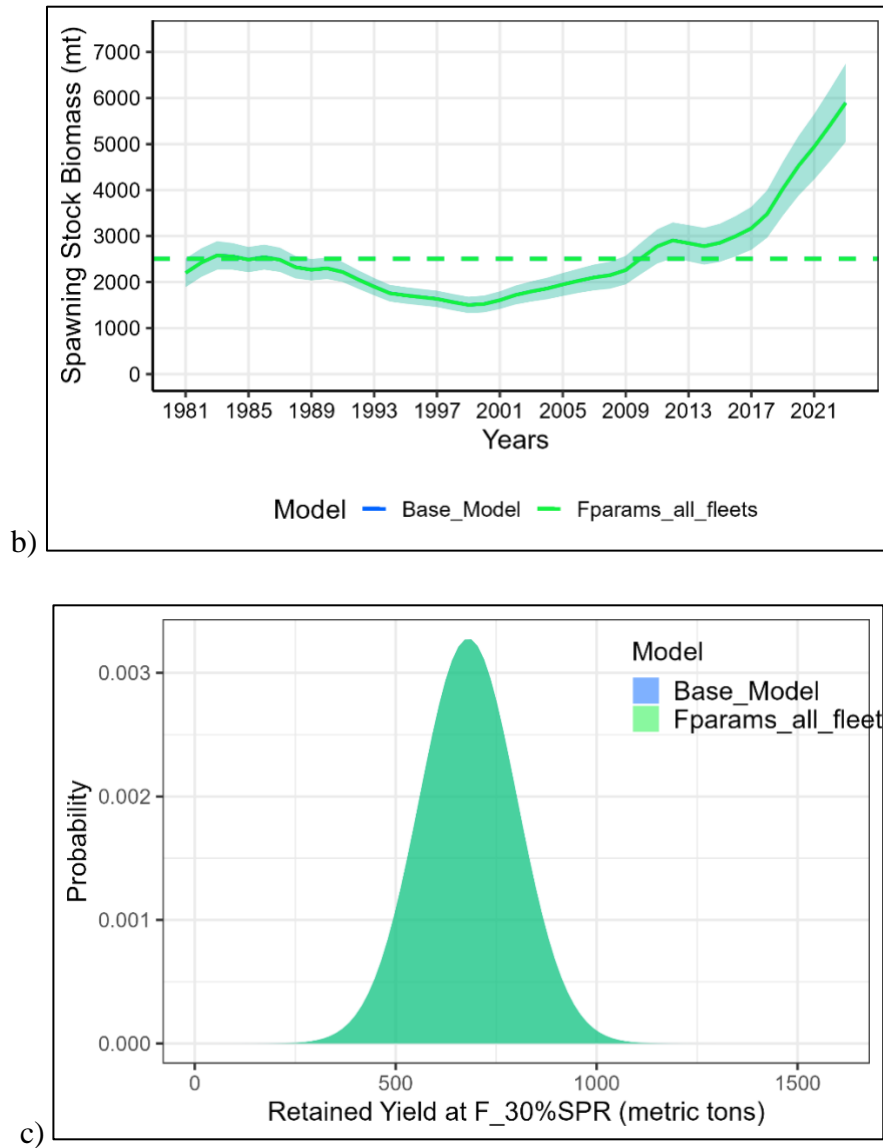 7000
6000
5000
4000
3000
2000
1000
0
Spawning Stock Biomass (mt)
1981 1985 1989 1993 1997 2001 2005 2009 2013 2017 2021
Years
Model Base_Model Fparams_all_fleets
b)
0.003
0.002
0.001
0.000
Probability
Model
Base_Model
Fparams_all_fleet
0 500 1000 1500
Retained Yield at F_30%SPR (metric tons)
c)